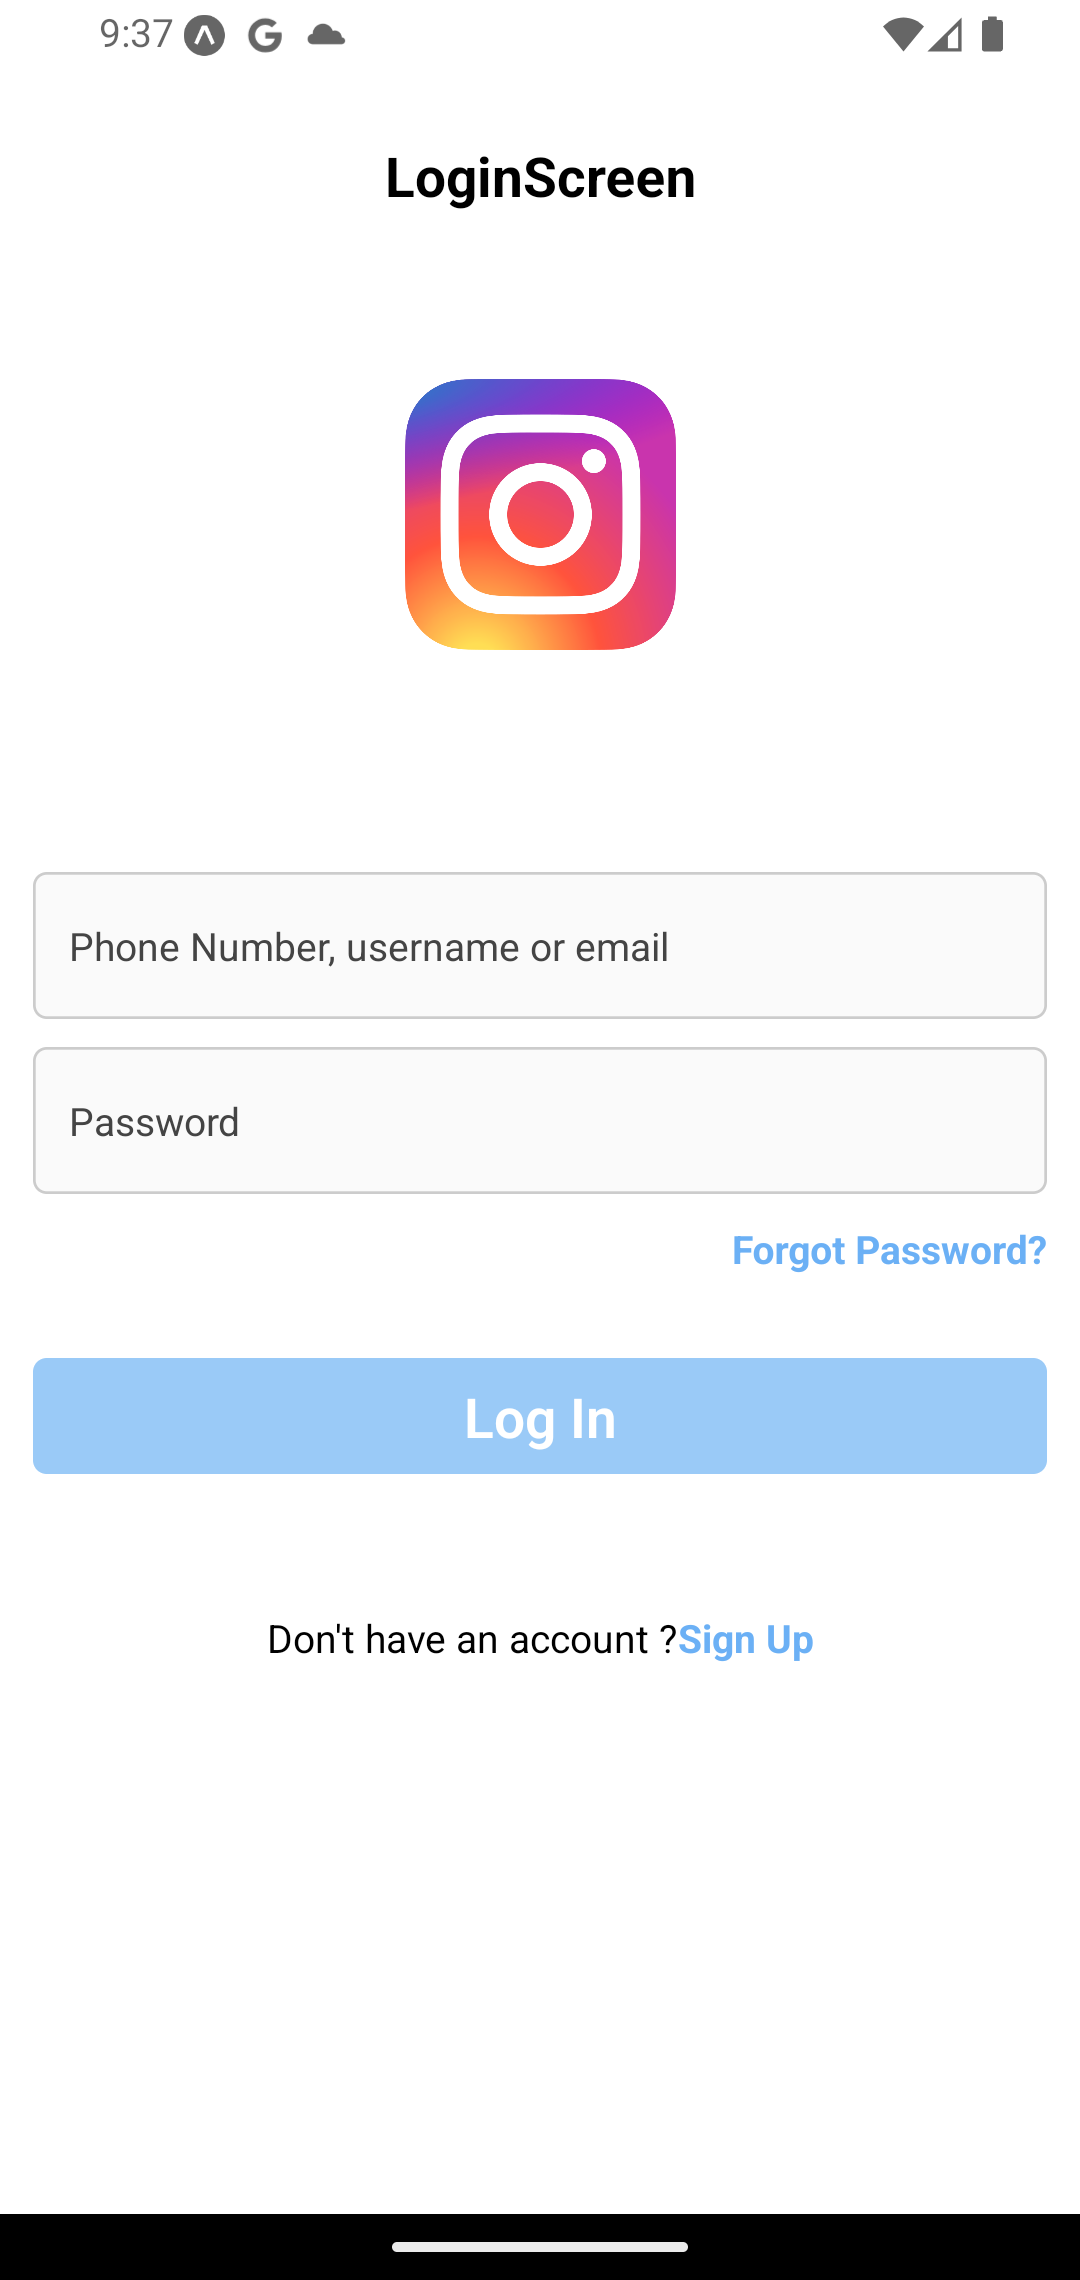 9:37
LoginScreen
Phone Number, username or email
Password
Forgot Password?
Log In
Don't have an account ?Sign Up